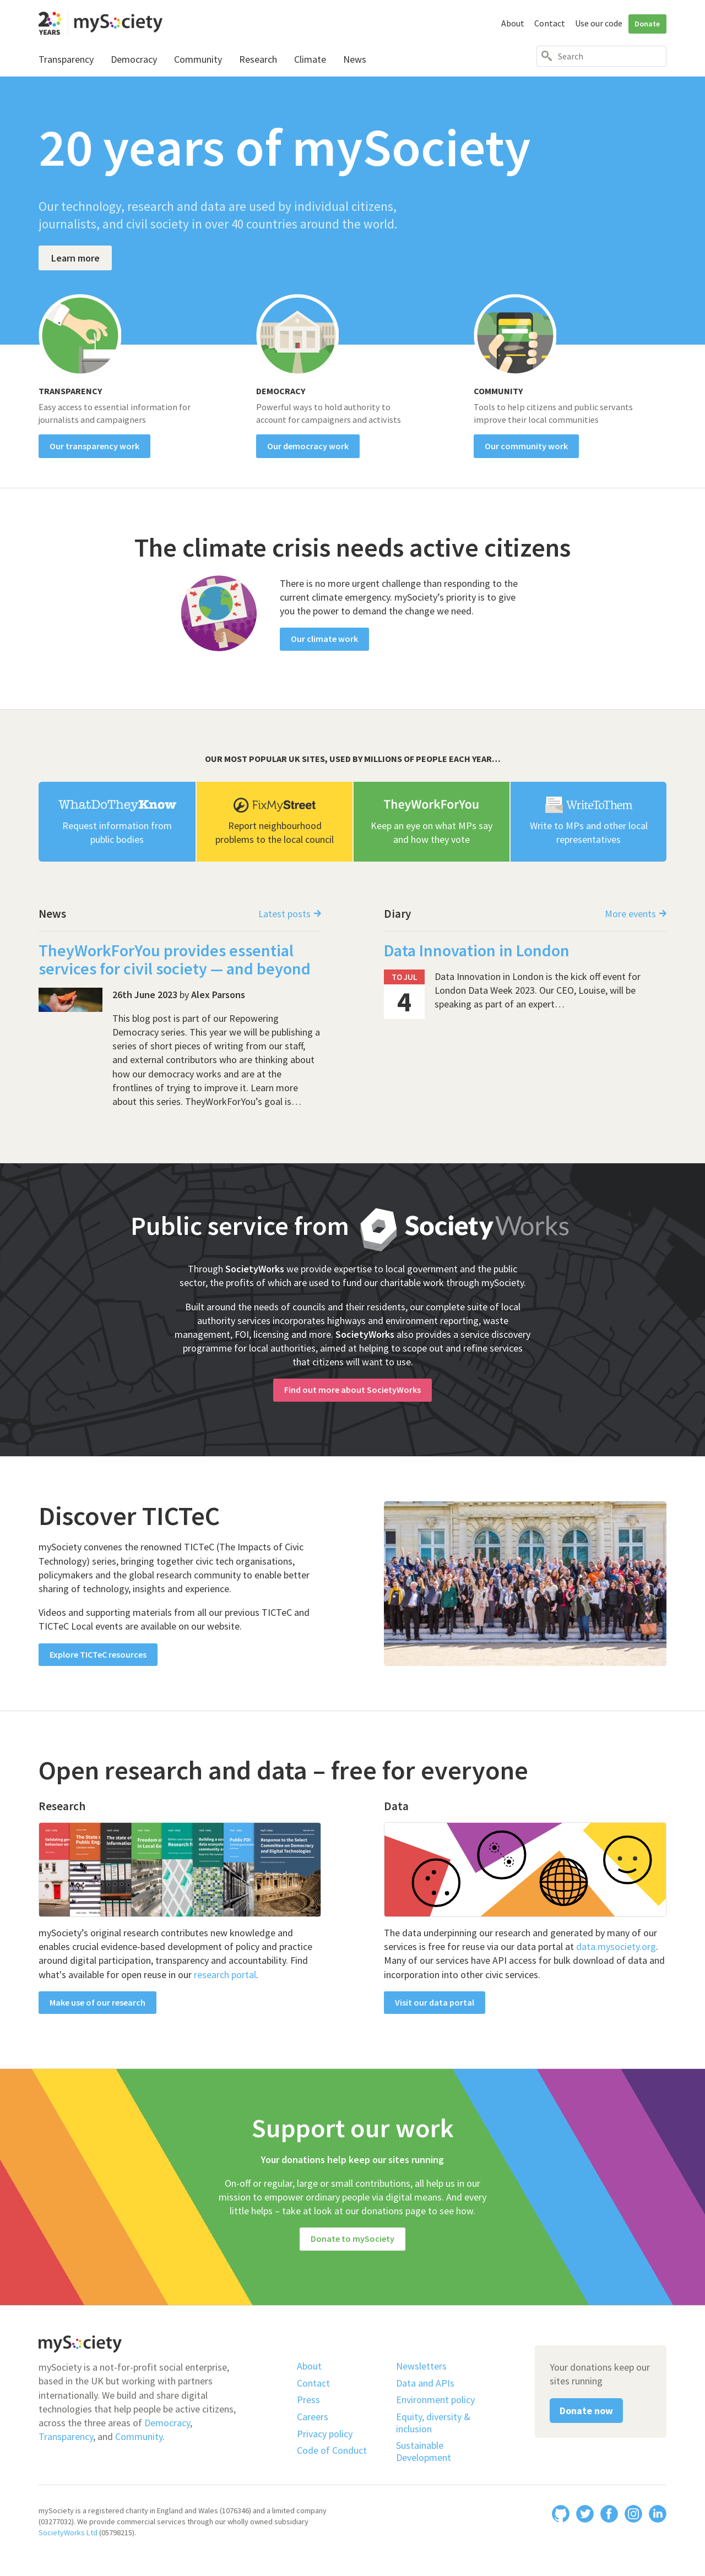 20 YEARS
mySociety
About
Contact
Use our code
Donate
Transparency
Democracy
Community
Research
Climate
News
Search
20 years of mySociety
Our technology, research and data are used by individual citizens,
journalists, and civil society in over 40 countries around the world.
Learn more
TRANSPARENCY
Easy access to essential information for
journalists and campaigners
Our transparency work
DEMOCRACY
Powerful ways to hold authority to
account for campaigners and activists
Our democracy work
COMMUNITY
Tools to help citizens and public servants
improve their local communities
Our community work
The climate crisis needs active citizens
There is no more urgent challenge than responding to the
current climate emergency. mySociety’s priority is to give
you the power to demand the change we need.
Our climate work
OUR MOST POPULAR UK SITES, USED BY MILLIONS OF PEOPLE EACH YEAR…
WhatDoTheyKnow
Request information from
public bodies
FixMyStreet
Report neighbourhood
problems to the local council
TheyWorkForYou
Keep an eye on what MPs say
and how they vote
WriteToThem
Write to MPs and other local
representatives
News
Latest posts
TheyWorkForYou provides essential
services for civil society — and beyond
26th June 2023 by Alex Parsons
This blog post is part of our Repowering
Democracy series. This year we will be publishing a
series of short pieces of writing from our staff,
and external contributors who are thinking about
how our democracy works and are at the
frontlines of trying to improve it. Learn more
about this series. TheyWorkForYou’s goal is…
Diary
More events
Data Innovation in London
TO JUL
4
Data Innovation in London is the kick off event for
London Data Week 2023. Our CEO, Louise, will be
speaking as part of an expert…
Public service from SocietyWorks
Through SocietyWorks we provide expertise to local government and the public
sector, the profits of which are used to fund our charitable work through mySociety.
Built around the needs of councils and their residents, our complete suite of local
authority services incorporates highways and environment reporting, waste
management, FOI, licensing and more. SocietyWorks also provides a service discovery
programme for local authorities, aimed at helping to scope out and refine services
that citizens will want to use.
Find out more about SocietyWorks
Discover TICTeC
mySociety convenes the renowned TICTeC (The Impacts of Civic
Technology) series, bringing together civic tech organisations,
policymakers and the global research community to enable better
sharing of technology, insights and experience.
Videos and supporting materials from all our previous TICTeC and
TICTeC Local events are available on our website.
Explore TICTeC resources
Open research and data – free for everyone
Research
Response to the Select
Committee on Democracy
and Digital Technologies
mySociety’s original research contributes new knowledge and
enables crucial evidence-based development of policy and practice
around digital participation, transparency and accountability. Find
what's available for open reuse in our research portal.
Make use of our research
Data
The data underpinning our research and generated by many of our
services is free for reuse via our data portal at data.mysociety.org.
Many of our services have API access for bulk download of data and
incorporation into other civic services.
Visit our data portal
Support our work
Your donations help keep our sites running
On-off or regular, large or small contributions, all help us in our
mission to empower ordinary people via digital means. And every
little helps – take at look at our donations page to see how.
Donate to mySociety
mySociety
mySociety is a not-for-profit social enterprise,
based in the UK but working with partners
internationally. We build and share digital
technologies that help people be active citizens,
across the three areas of Democracy,
Transparency, and Community.
About
Contact
Press
Careers
Privacy policy
Code of Conduct
Newsletters
Data and APIs
Environment policy
Equity, diversity &
inclusion
Sustainable
Development
Your donations keep our
sites running
Donate now
mySociety is a registered charity in England and Wales (1076346) and a limited company
(03277032). We provide commercial services through our wholly owned subsidiary
SocietyWorks Ltd (05798215).